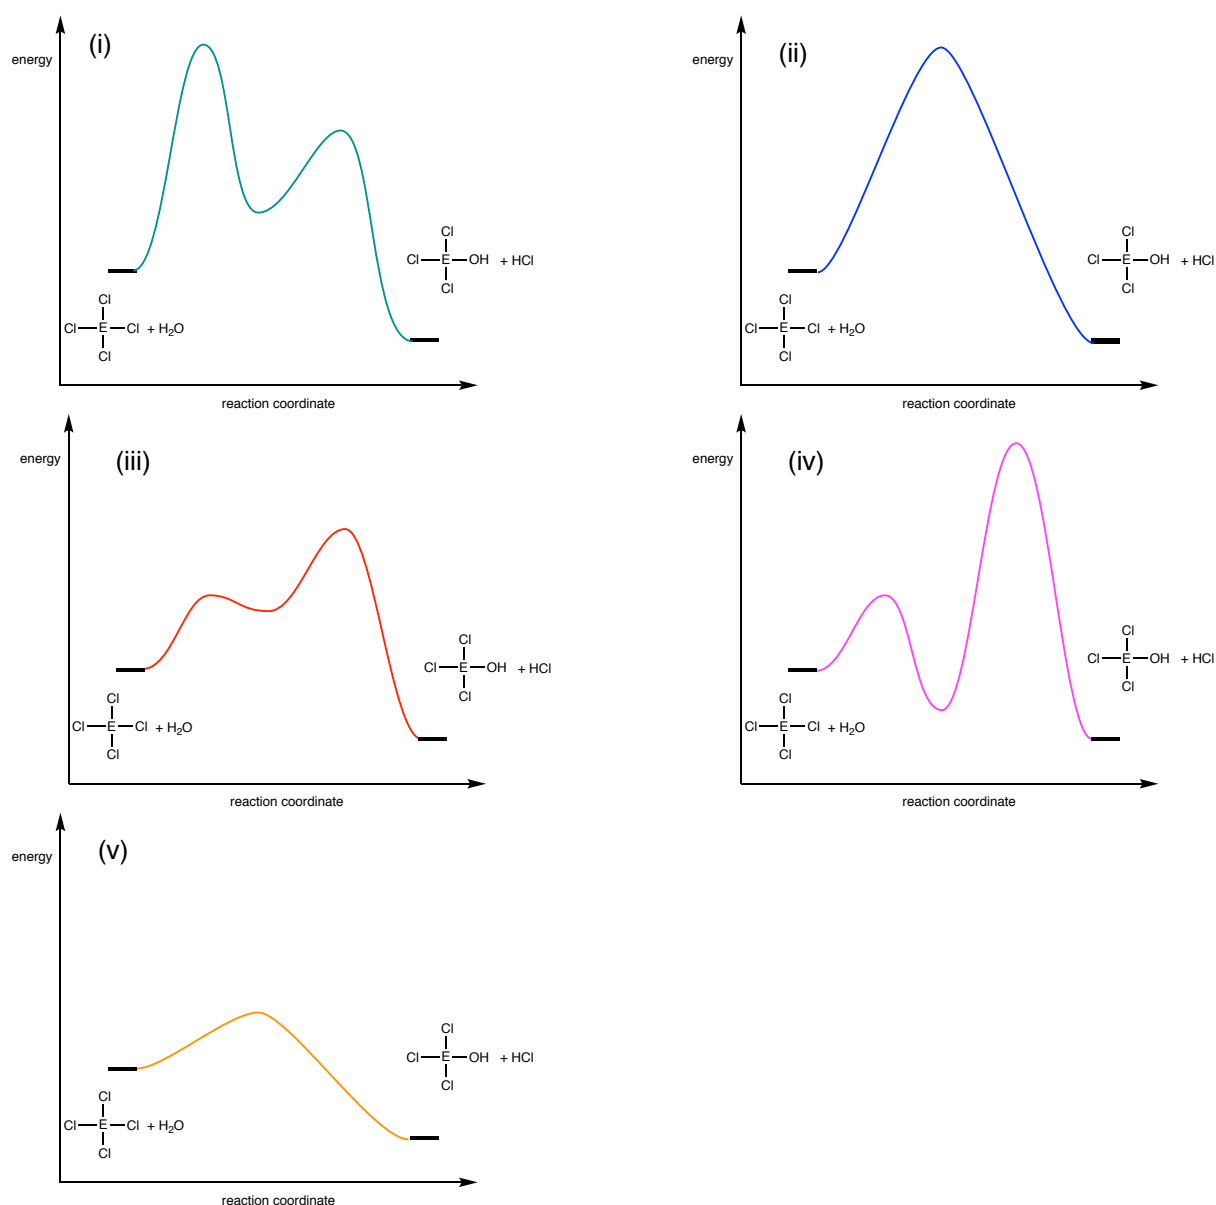 (i)
energy
Cl
Cl E OH + HCl
Cl
Cl
Cl E Cl + H₂O
Cl
reaction coordinate
(ii)
energy
Cl
Cl E OH + HCl
Cl
Cl
Cl E Cl + H₂O
Cl
reaction coordinate
(iii)
energy
Cl
Cl E OH + HCl
Cl
Cl
Cl E Cl + H₂O
Cl
reaction coordinate
(iv)
energy
Cl
Cl E OH + HCl
Cl
Cl
Cl E Cl + H₂O
Cl
reaction coordinate
(v)
energy
Cl
Cl E OH + HCl
Cl
Cl
Cl E Cl + H₂O
Cl
reaction coordinate